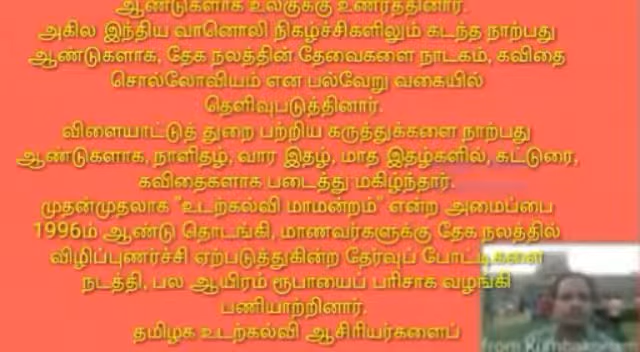 ஆண்டுகளாக உலகுக்கு உணர்த்தினார்.
அகில இந்திய வானொலி நிகழ்ச்சிகளிலும் கடந்த நாற்பது
ஆண்டுகளாக, தேக நலத்தின் தேவைகளை நாடகம், கவிதை
சொல்லோவியம் என பல்வேறு வகையில்
தெளிவுபடுத்தினார்.
விளையாட்டுத் துறை பற்றிய கருத்துக்களை நாற்பது
ஆண்டுகளாக, நாளிதழ், வார இதழ், மாத இதழ்களில், கட்டுரை,
கவிதைகளாக படைத்து மகிழ்ந்தார்.
முதன்முதலாக "உடற்கல்வி மாமன்றம்" என்ற அமைப்பை
1996ம் ஆண்டு தொடங்கி, மாணவர்களுக்கு தேக நலத்தில்
விழிப்புணர்ச்சி ஏற்படுத்துகின்ற தேர்வுப் போட்டிகளை
நடத்தி, பல ஆயிரம் ரூபாயைப் பரிசாக வழங்கி
பணியாற்றினார்.
தமிழக உடற்கல்வி ஆசிரியர்களைப்
from Kumbakonam